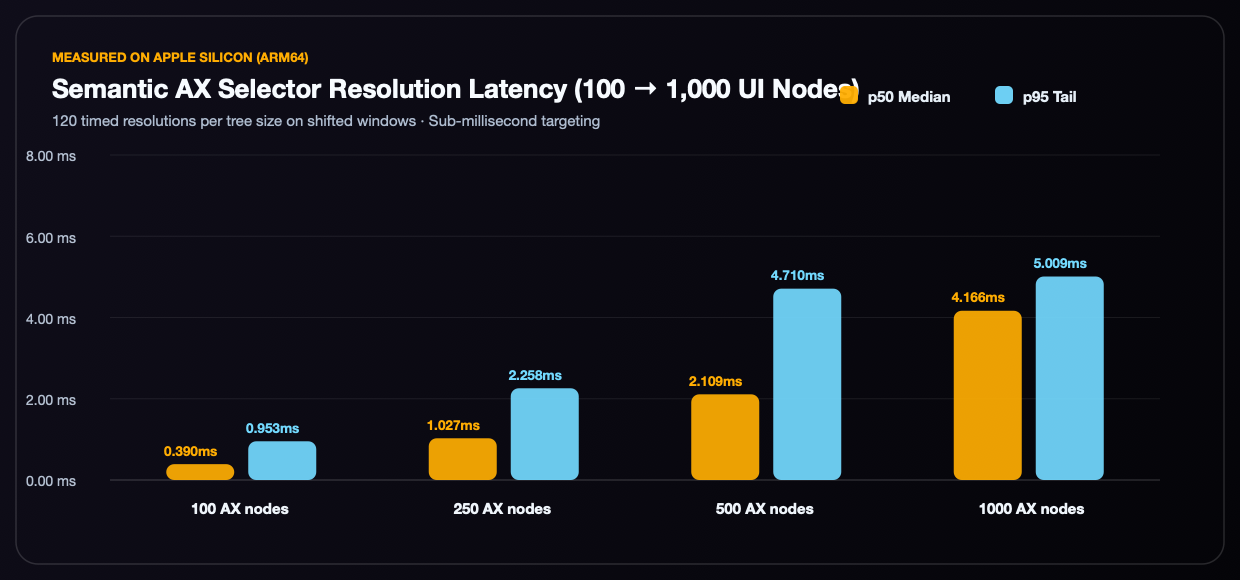 MEASURED ON APPLE SILICON (ARM64)
Semantic AX Selector Resolution Latency (100 → 1,000 UI Nodes)
p50 Median
p95 Tail
120 timed resolutions per tree size on shifted windows · Sub-millisecond targeting
8.00 ms
6.00 ms
4.00 ms
2.00 ms
0.00 ms
0.390ms
0.953ms
1.027ms
2.258ms
2.109ms
4.710ms
4.166ms
5.009ms
100 AX nodes
250 AX nodes
500 AX nodes
1000 AX nodes